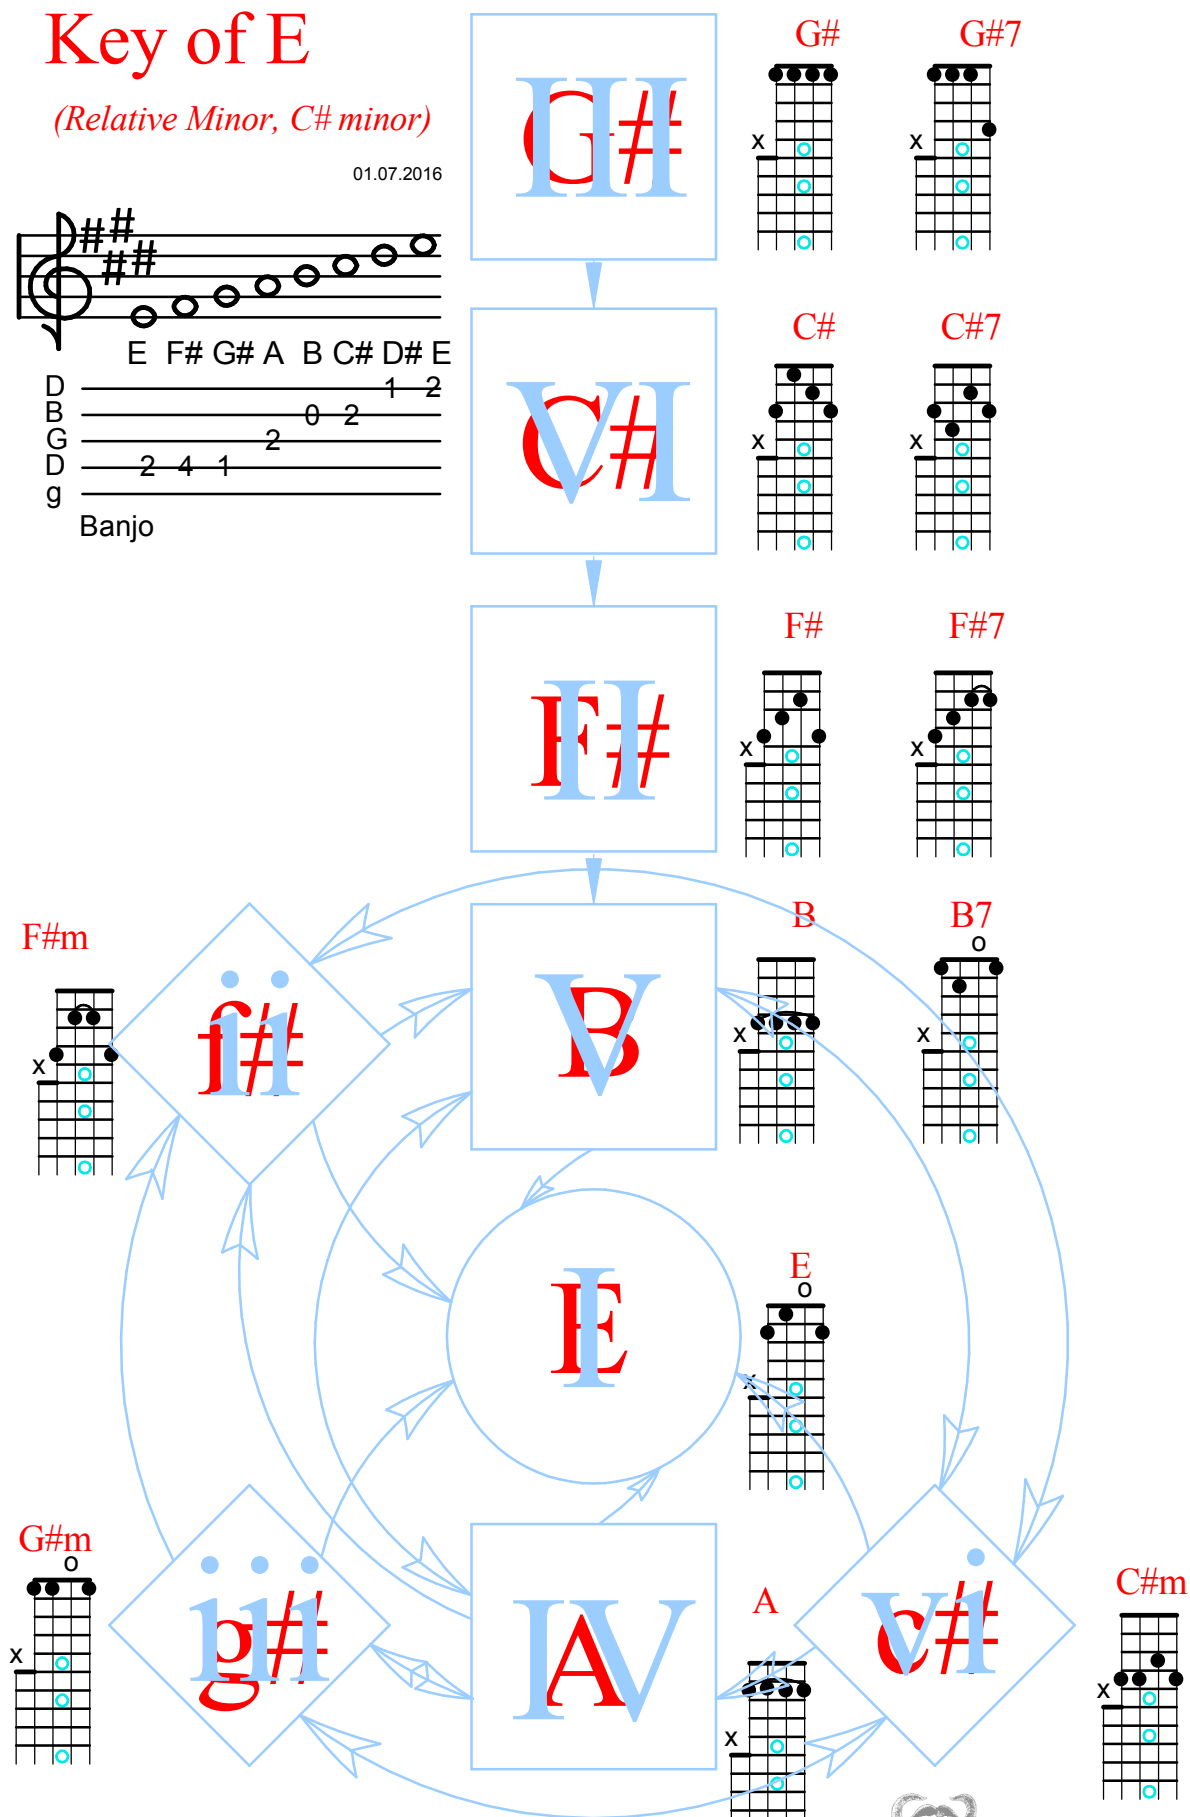 Key of E
(Relative Minor, C# minor)
01.07.2016
E F# G# A B C# D# E
D 1 2
B 0 2
G 2
D 2 4 1
g
Banjo
III
G#
G# G#7
x x
VI
C#
C# C#7
x x
II
F#
F# F#7
x x
F#m
x
ii
f#
V
B
B B7
o
x x
I
E
E
o
x
G#m
o
x
iii
g#
IV
A
A
x
vi
c#
C#m
x